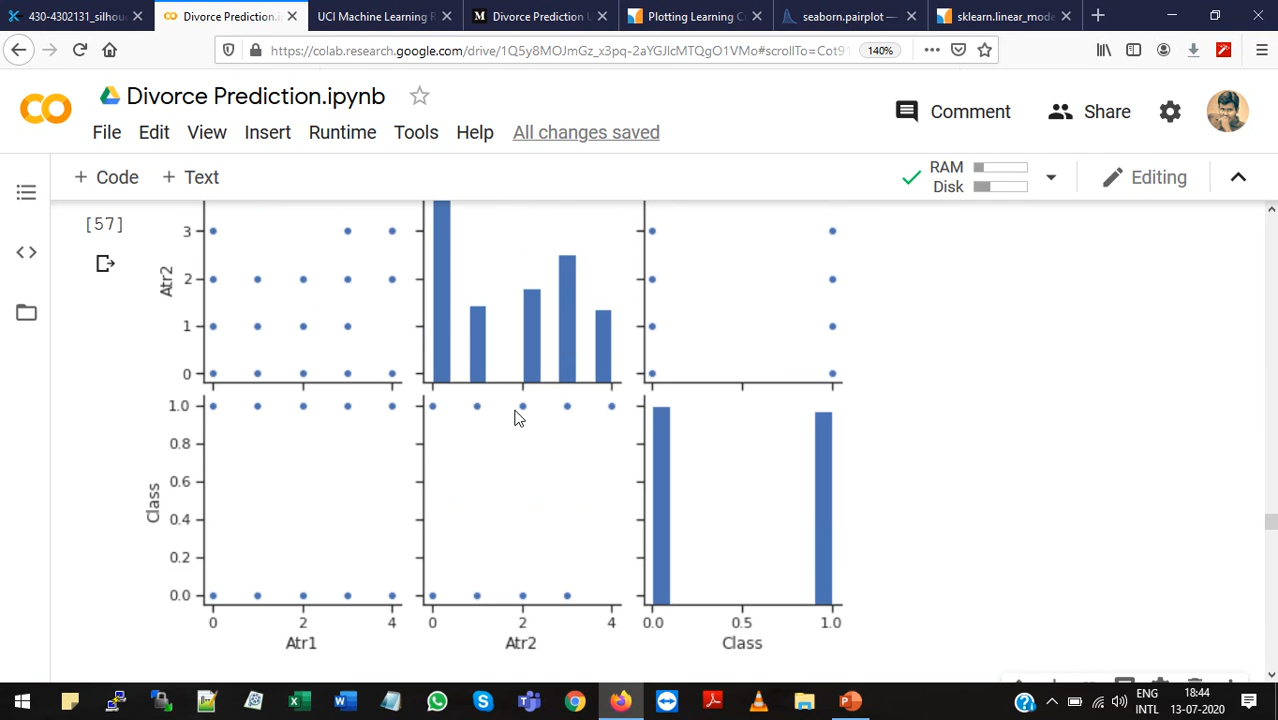 430-4302131_silhou
Divorce Prediction.i
UCI Machine Learning
Divorce Prediction
Plotting Learning C
seaborn.pairplot —
sklearn.linear_mode
https://colab.research.google.com/drive/1Q5y8MOJmGz_x3pq-2aYGJlcMTQgO1VMo#scrollTo=Cot9
140%
Divorce Prediction.ipynb
Comment
Share
File Edit View Insert Runtime Tools Help All changes saved
+ Code + Text
RAM
Disk
Editing
[57]
3
2
1
0
Atr2
1.0
0.8
0.6
0.4
0.2
0.0
Class
0 2 4 0 2 4 0.0 0.5 1.0
Atr1 Atr2 Class
ENG
INTL
18:44
13-07-2020